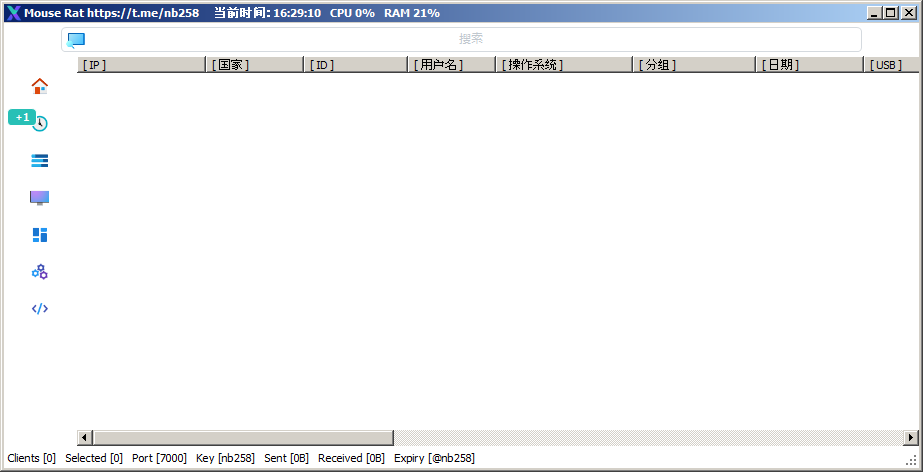 Mouse Rat https://t.me/nb258 当前时间: 16:29:10 CPU 0% RAM 21%
搜索
[ IP ] [ 国家 ] [ ID ] [ 用户名 ] [ 操作系统 ] [ 分组 ] [ 日期 ] [ USB
+1
Clients [0] Selected [0] Port [7000] Key [nb258] Sent [0B] Received [0B] Expiry [@nb258]